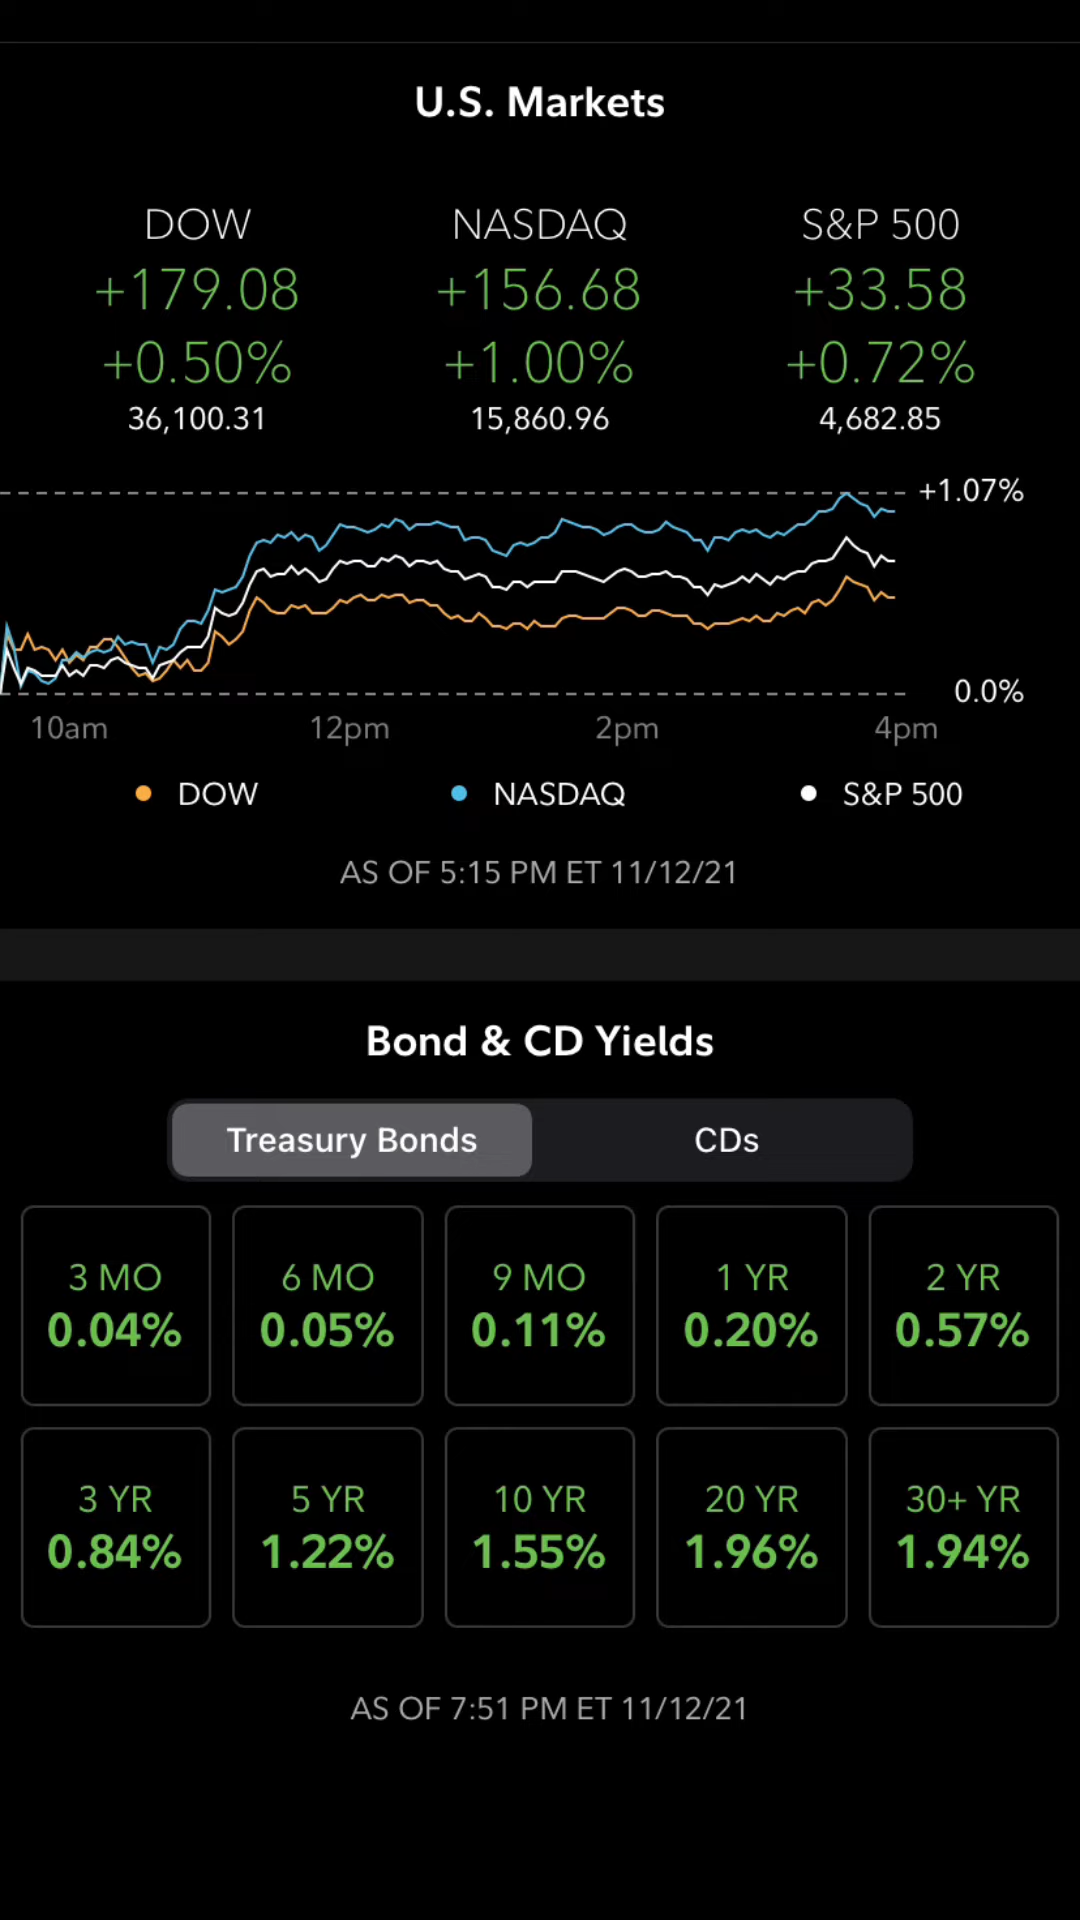 U.S. Markets
DOW NASDAQ S&P 500
+179.08 +156.68 +33.58
+0.50% +1.00% +0.72%
36,100.31 15,860.96 4,682.85
+1.07%
0.0%
10am 12pm 2pm 4pm
DOW NASDAQ S&P 500
AS OF 5:15 PM ET 11/12/21
Bond & CD Yields
Treasury Bonds CDs
3 MO 6 MO 9 MO 1 YR 2 YR
0.04% 0.05% 0.11% 0.20% 0.57%
3 YR 5 YR 10 YR 20 YR 30+ YR
0.84% 1.22% 1.55% 1.96% 1.94%
AS OF 7:51 PM ET 11/12/21